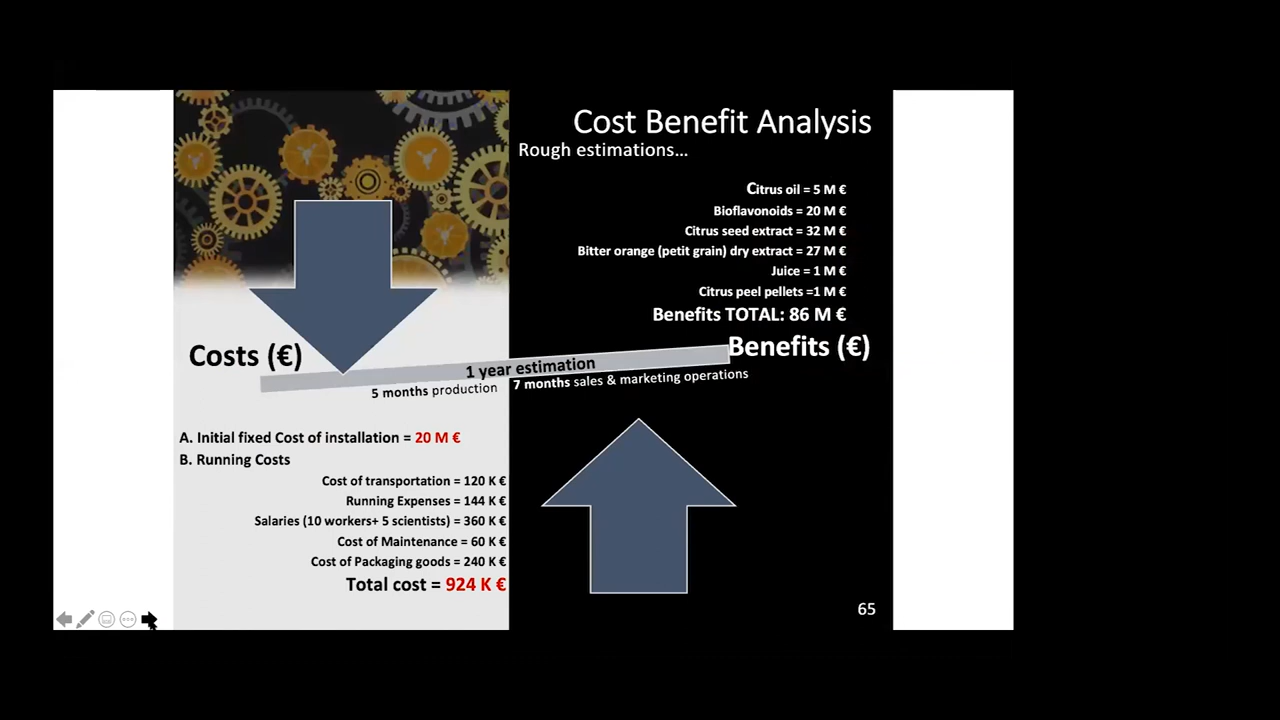 Cost Benefit Analysis
Rough estimations...
Citrus oil = 5 M €
Bioflavonoids = 20 M €
Citrus seed extract = 32 M €
Bitter orange (petit grain) dry extract = 27 M €
Juice = 1 M €
Citrus peel pellets =1 M €
Benefits TOTAL: 86 M €
Costs (€)
Benefits (€)
1 year estimation
5 months production
7 months sales & marketing operations
A. Initial fixed Cost of installation = 20 M €
B. Running Costs
Cost of transportation = 120 K €
Running Expenses = 144 K €
Salaries (10 workers+ 5 scientists) = 360 K €
Cost of Maintenance = 60 K €
Cost of Packaging goods = 240 K €
Total cost = 924 K €
65